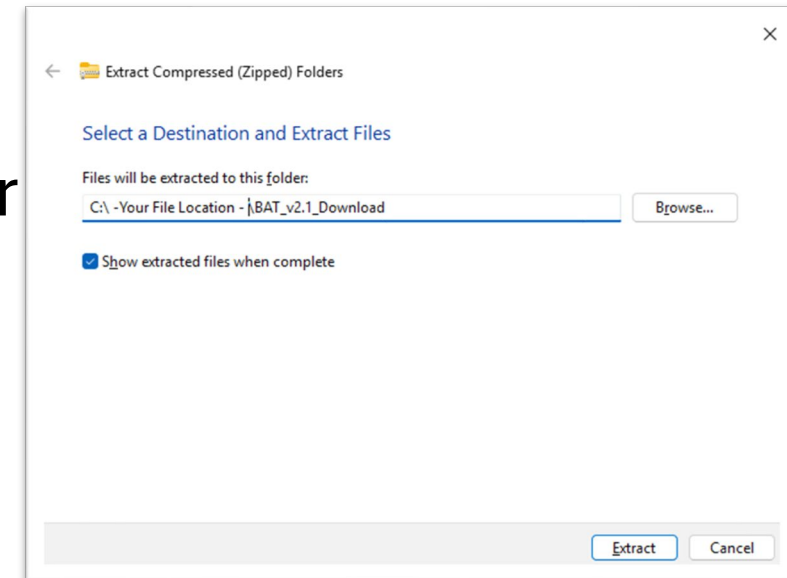 Extract Compressed (Zipped) Folders
Select a Destination and Extract Files
Files will be extracted to this folder:
C:\ -Your File Location - \BAT_v2.1_Download
Browse...
Show extracted files when complete
Extract
Cancel